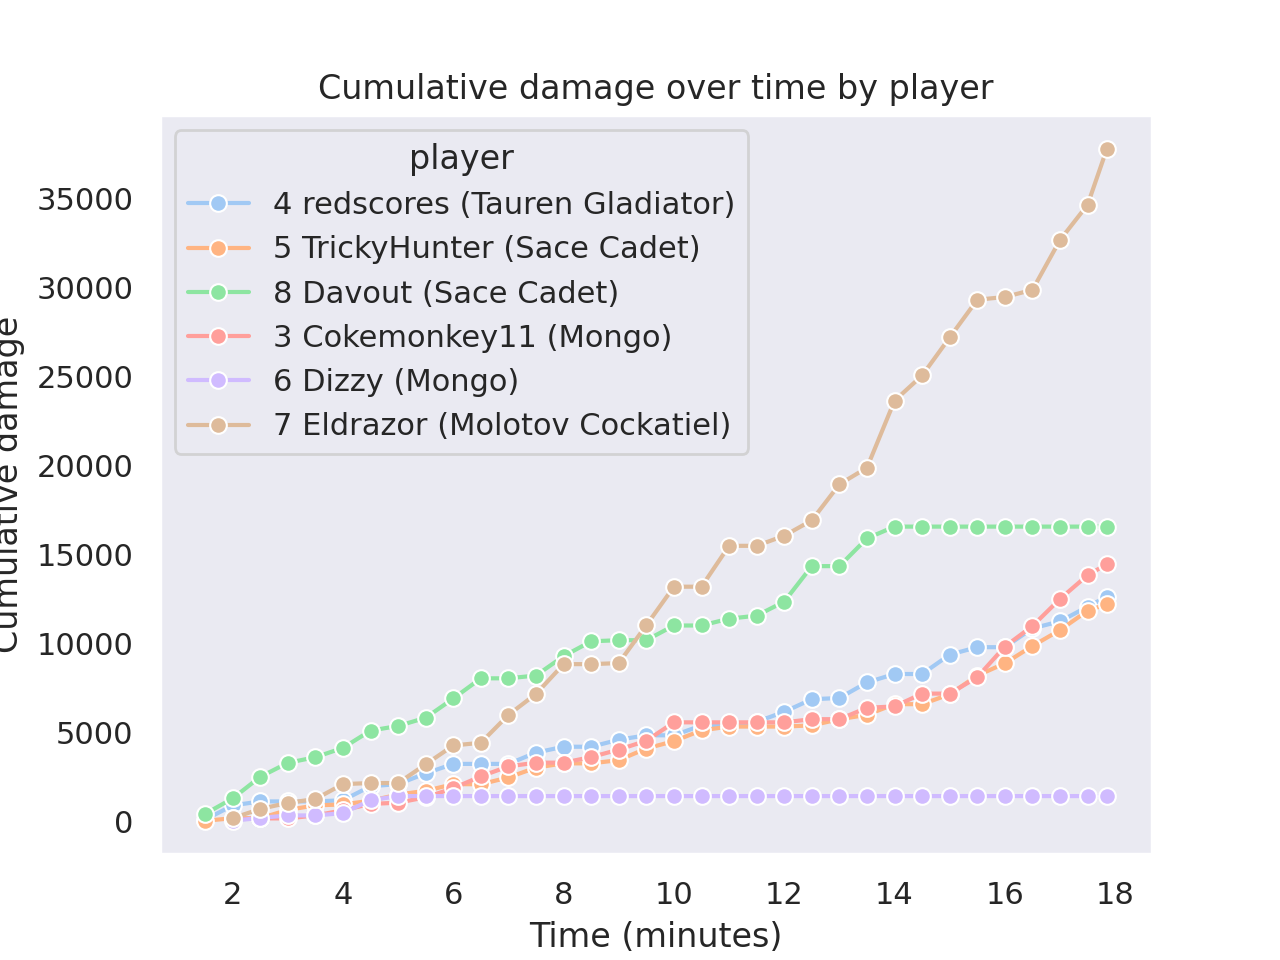 Cumulative damage over time by player
player
4 redscores (Tauren Gladiator)
5 TrickyHunter (Sace Cadet)
8 Davout (Sace Cadet)
3 Cokemonkey11 (Mongo)
6 Dizzy (Mongo)
7 Eldrazor (Molotov Cockatiel)
Cumulative damage
35000
30000
25000
20000
15000
10000
5000
0
2 4 6 8 10 12 14 16 18
Time (minutes)